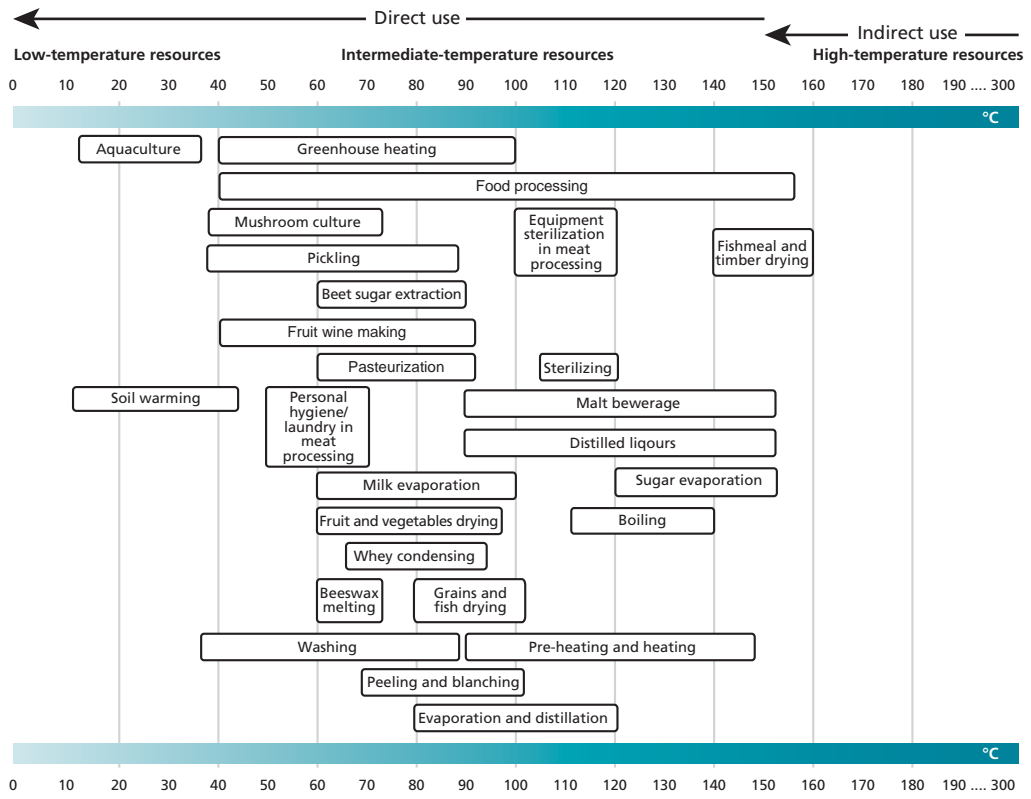 Direct use
Indirect use
Low-temperature resources
Intermediate-temperature resources
High-temperature resources
0 10 20 30 40 50 60 70 80 90 100 110 120 130 140 150 160 170 180 190 .... 300
°C
Aquaculture
Greenhouse heating
Food processing
Mushroom culture
Equipment
sterilization
in meat
processing
Fishmeal and
timber drying
Pickling
Beet sugar extraction
Fruit wine making
Pasteurization
Sterilizing
Soil warming
Personal
hygiene/
laundry in
meat
processing
Malt bewerage
Distilled liqours
Milk evaporation
Sugar evaporation
Fruit and vegetables drying
Boiling
Whey condensing
Beeswax
melting
Grains and
fish drying
Washing
Pre-heating and heating
Peeling and blanching
Evaporation and distillation
°C
0 10 20 30 40 50 60 70 80 90 100 110 120 130 140 150 160 170 180 190 .... 300